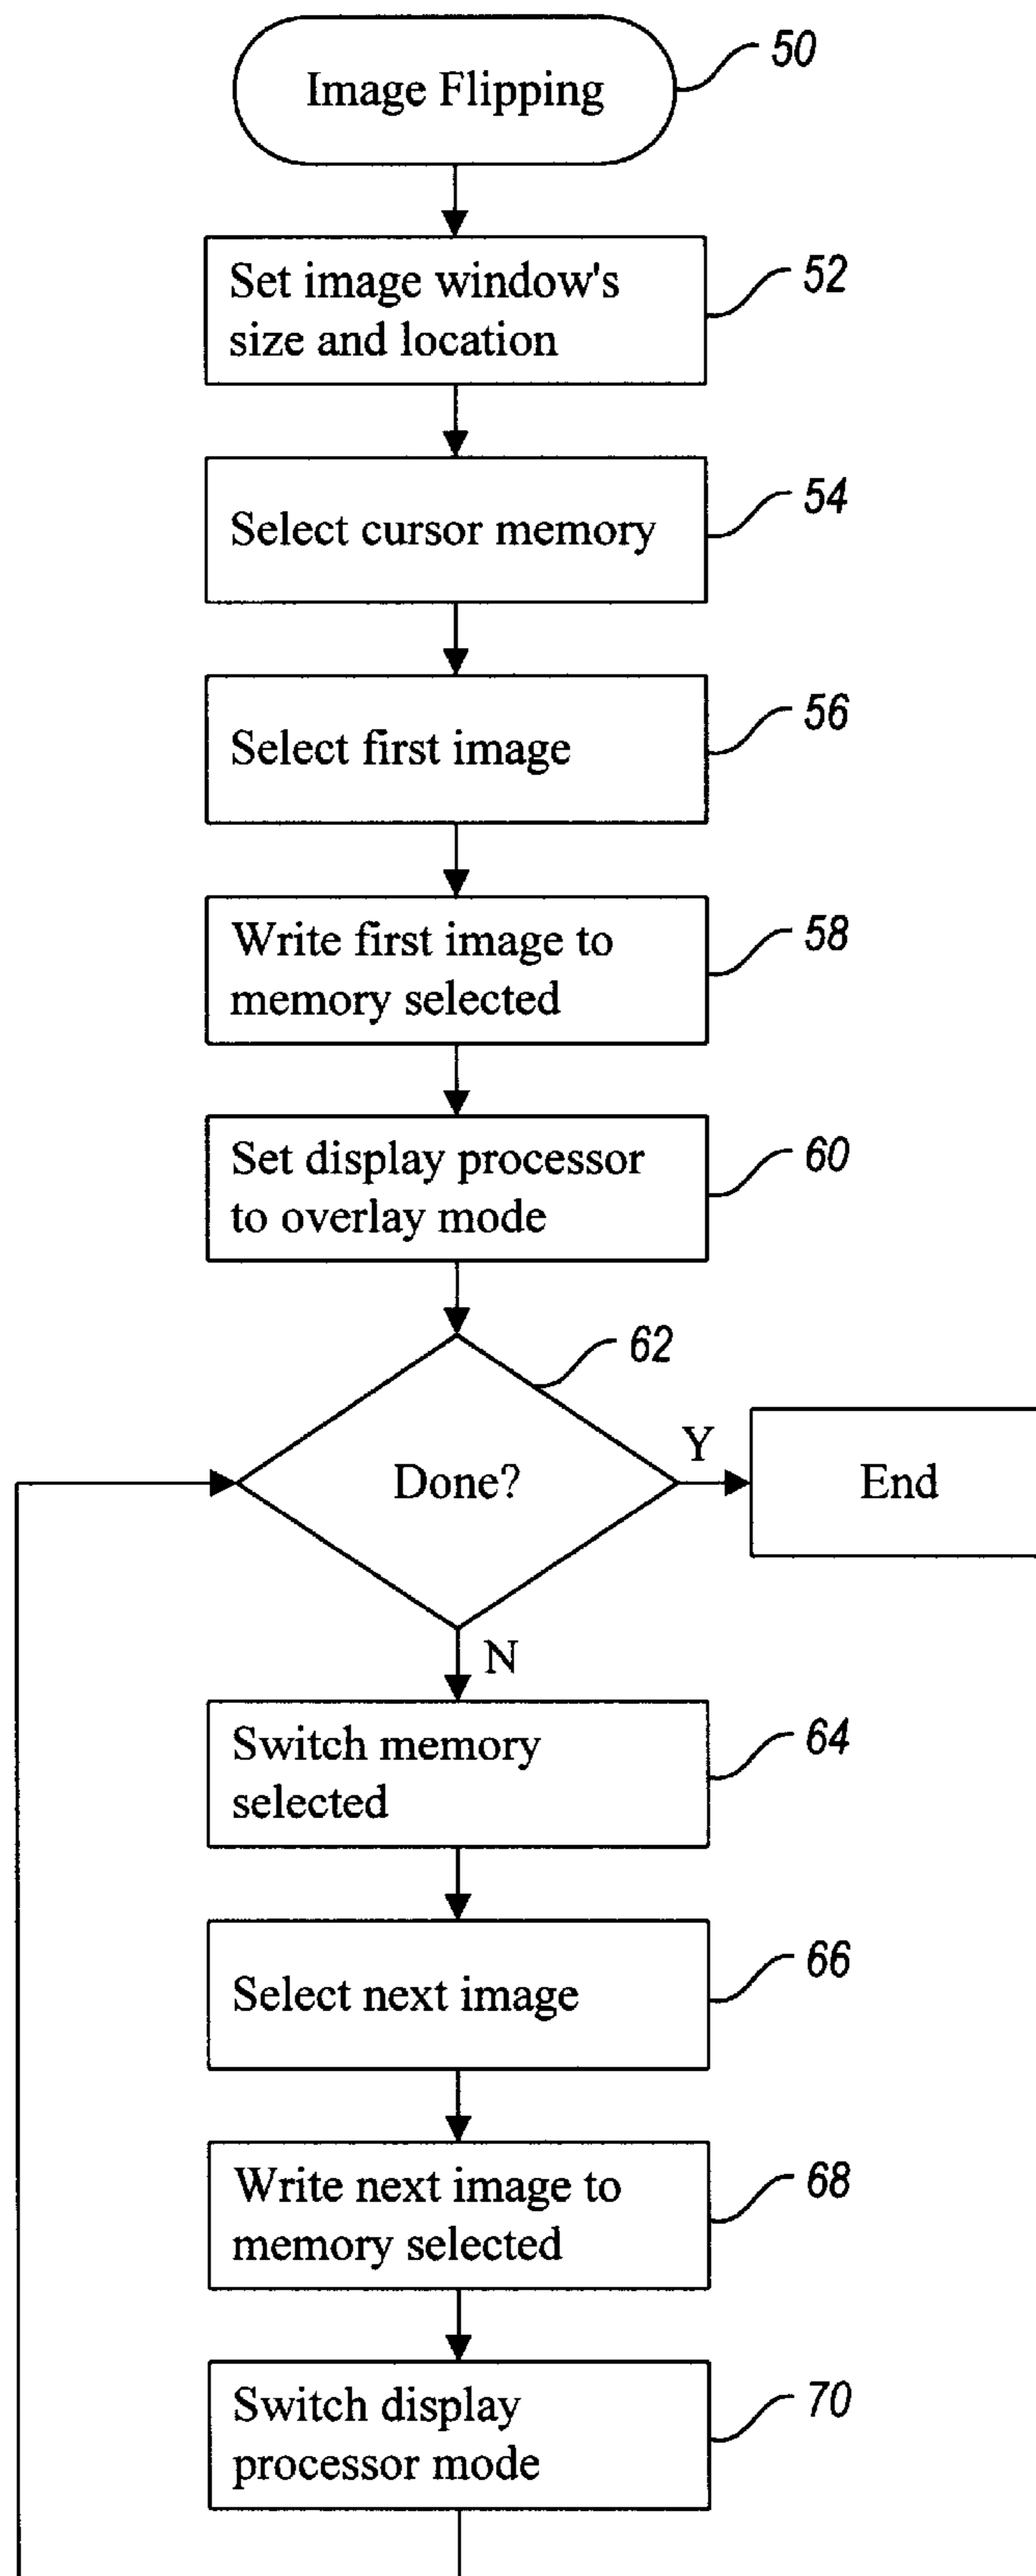 Image Flipping
50
Set image window's
size and location
52
Select cursor memory
54
Select first image
56
Write first image to
memory selected
58
Set display processor
to overlay mode
60
62
Done?
Y
End
N
Switch memory
selected
64
Select next image
66
Write next image to
memory selected
68
Switch display
processor mode
70